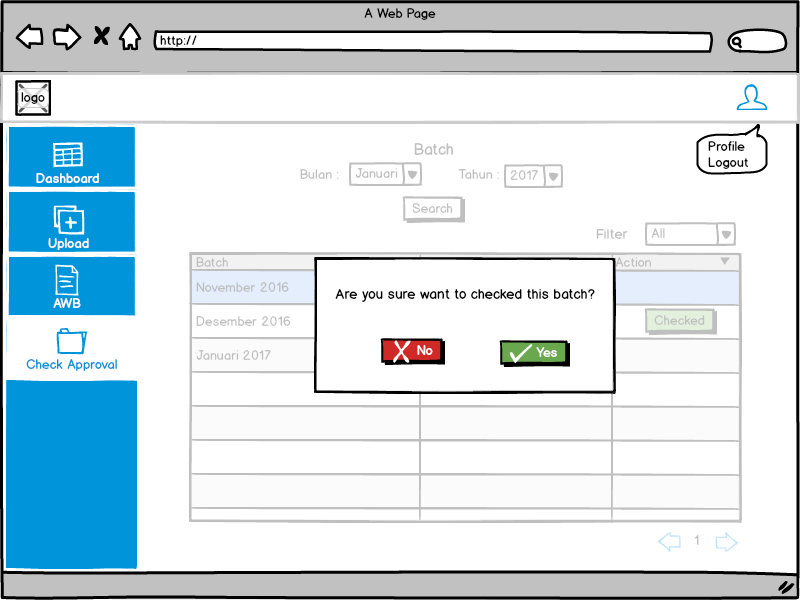 A Web Page
http://
logo
Profile
Logout
Dashboard
Upload
AWB
Check Approval
Batch
Bulan : Januari Tahun : 2017
Search
Filter All
Batch Action
November 2016
Desember 2016 Checked
Januari 2017
Are you sure want to checked this batch?
No Yes
1